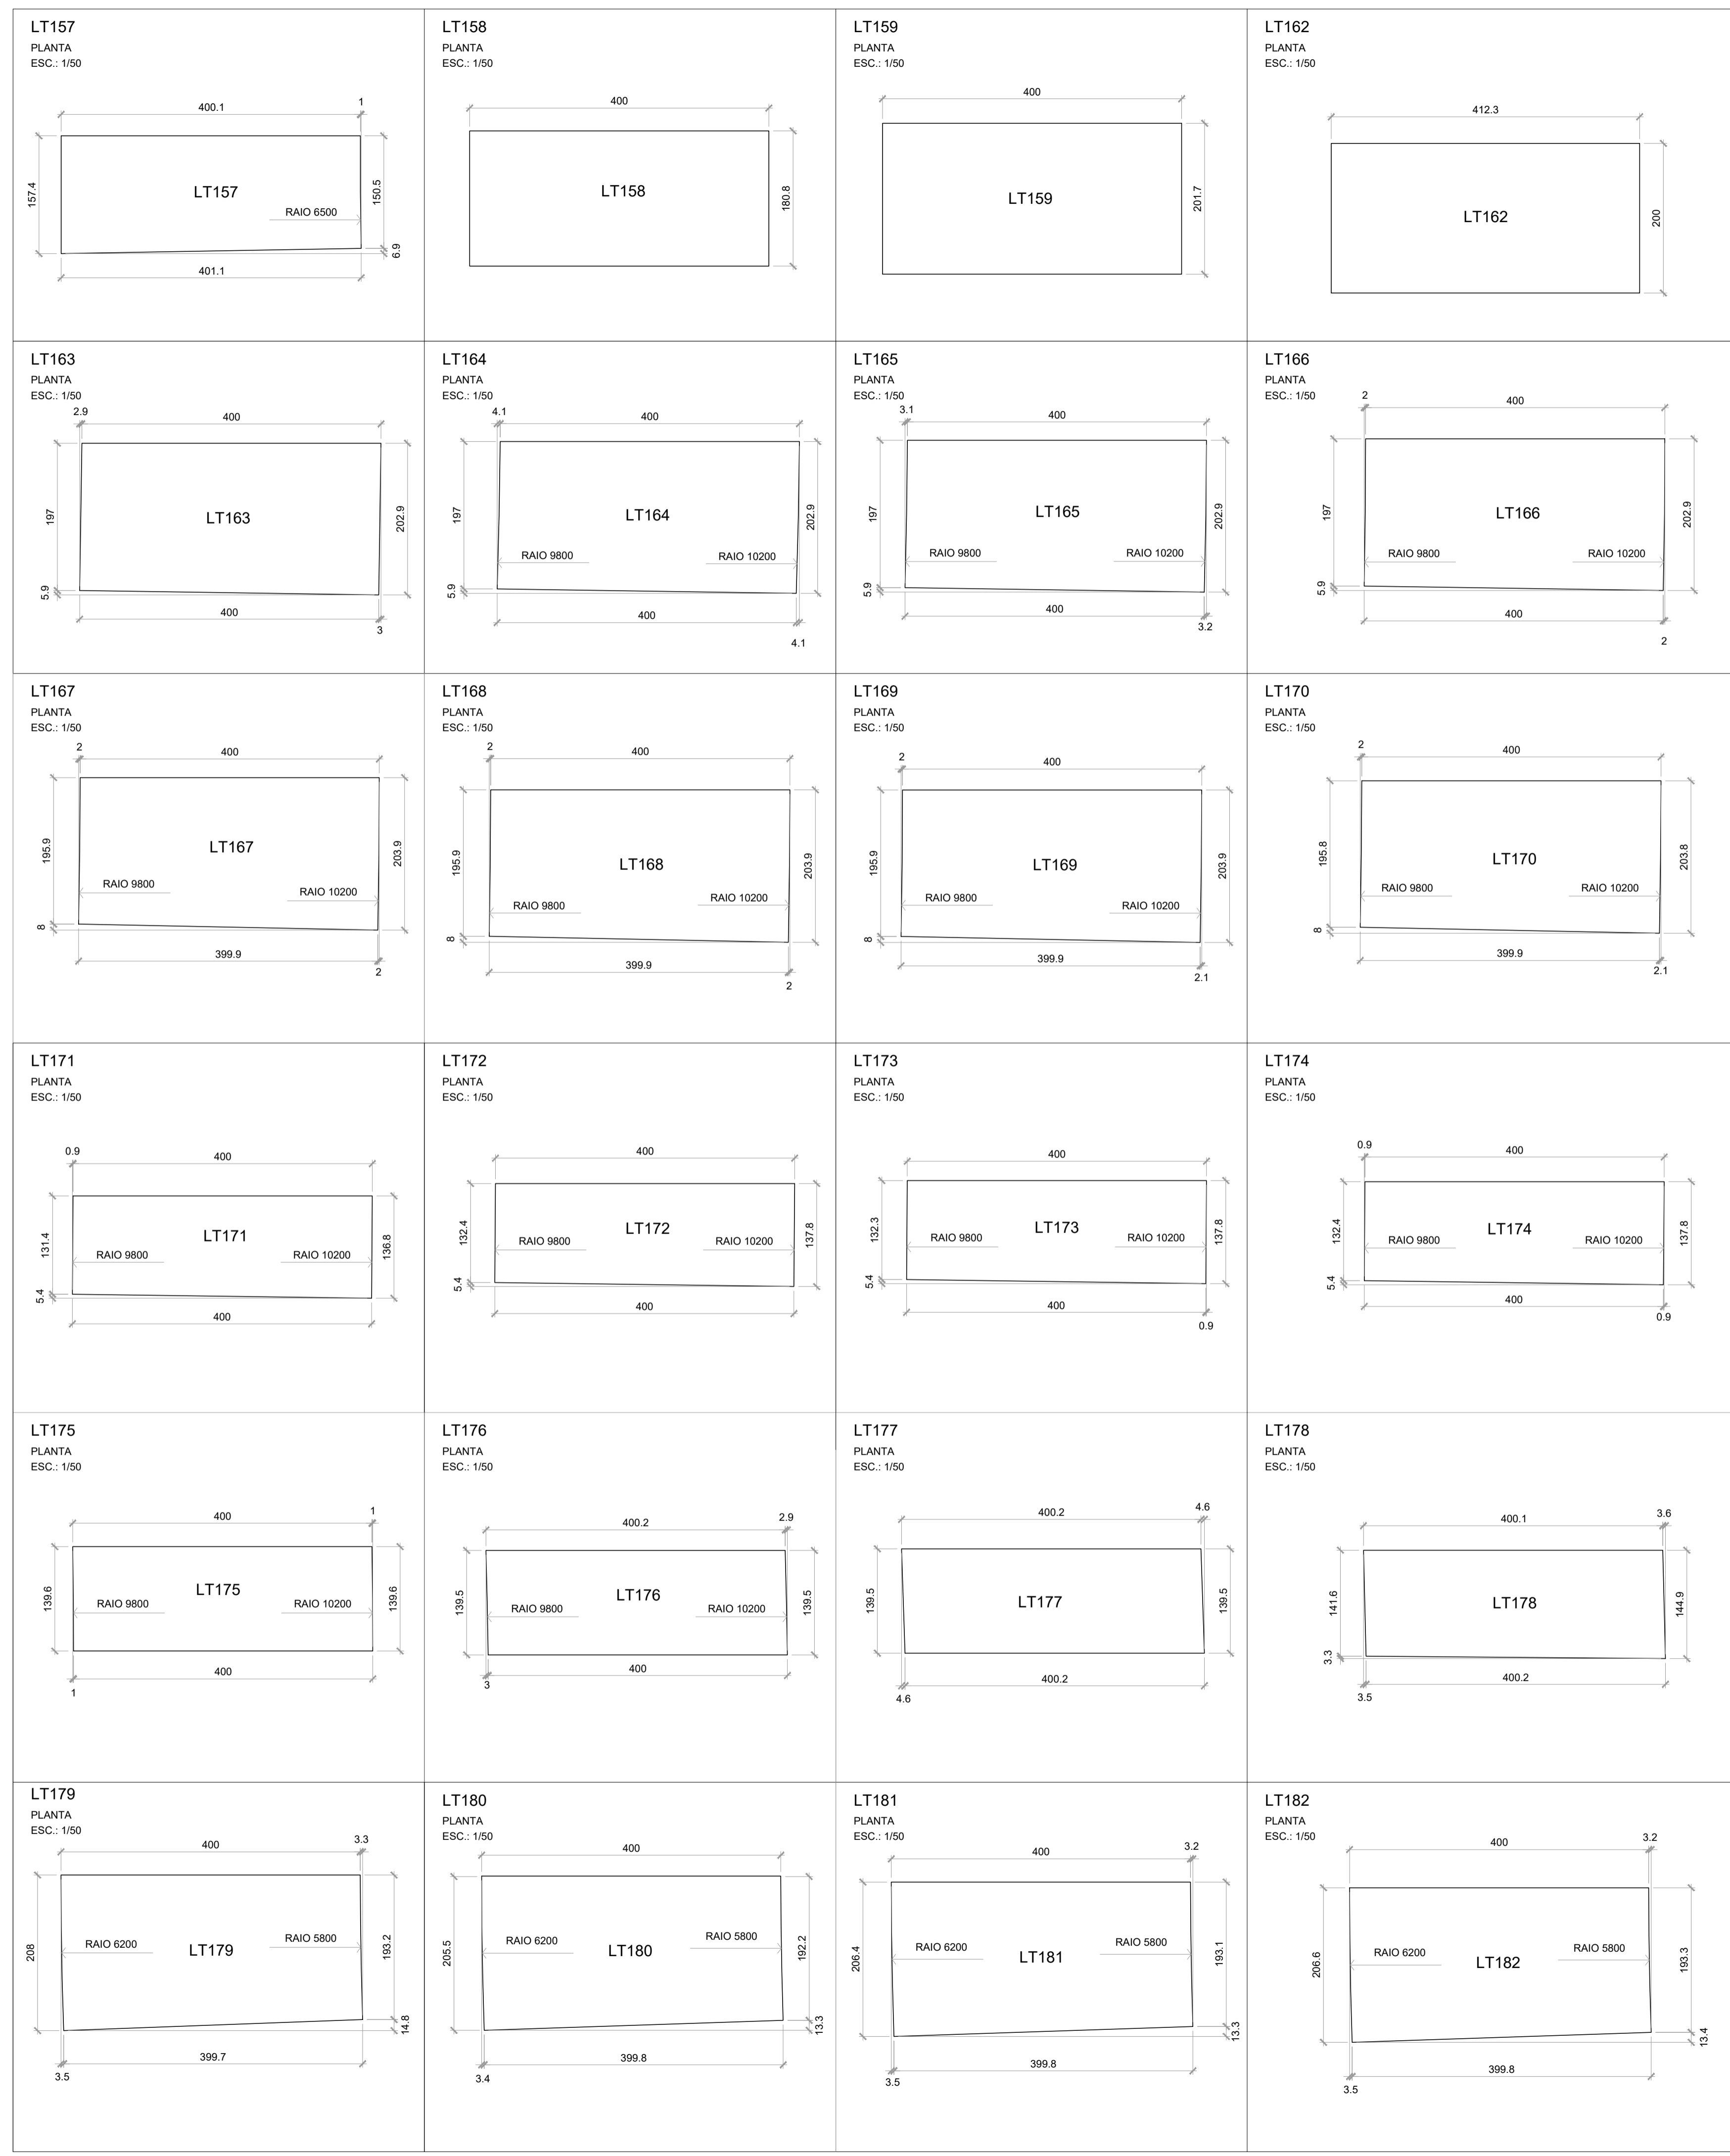 LT157
PLANTA
ESC.: 1/50
400.1
1
157.4
LT157
150.5
RAIO 6500
6.9
401.1
LT158
PLANTA
ESC.: 1/50
400
LT158
180.8
LT159
PLANTA
ESC.: 1/50
400
LT159
201.7
LT162
PLANTA
ESC.: 1/50
412.3
LT162
200
LT163
PLANTA
ESC.: 1/50
2.9
400
197
LT163
202.9
5.9
400
3
LT164
PLANTA
ESC.: 1/50
4.1
400
197
LT164
202.9
RAIO 9800
RAIO 10200
5.9
400
4.1
LT165
PLANTA
ESC.: 1/50
3.1
400
197
LT165
202.9
RAIO 9800
RAIO 10200
5.9
400
3.2
LT166
PLANTA
ESC.: 1/50
2
400
197
LT166
202.9
RAIO 9800
RAIO 10200
5.9
400
2
LT167
PLANTA
ESC.: 1/50
2
400
195.9
LT167
203.9
RAIO 9800
RAIO 10200
8
399.9
2
LT168
PLANTA
ESC.: 1/50
2
400
195.9
LT168
203.9
RAIO 9800
RAIO 10200
8
399.9
2
LT169
PLANTA
ESC.: 1/50
2
400
195.9
LT169
203.9
RAIO 9800
RAIO 10200
8
399.9
2.1
LT170
PLANTA
ESC.: 1/50
2
400
195.8
LT170
203.8
RAIO 9800
RAIO 10200
8
399.9
2.1
LT171
PLANTA
ESC.: 1/50
0.9
400
131.4
LT171
136.8
RAIO 9800
RAIO 10200
5.4
400
LT172
PLANTA
ESC.: 1/50
400
132.4
LT172
137.8
RAIO 9800
RAIO 10200
5.4
400
LT173
PLANTA
ESC.: 1/50
400
132.3
LT173
137.8
RAIO 9800
RAIO 10200
5.4
400
0.9
LT174
PLANTA
ESC.: 1/50
0.9
400
132.4
LT174
137.8
RAIO 9800
RAIO 10200
5.4
400
0.9
LT175
PLANTA
ESC.: 1/50
400
1
139.6
LT175
139.6
RAIO 9800
RAIO 10200
400
1
LT176
PLANTA
ESC.: 1/50
400.2
2.9
139.5
LT176
139.5
RAIO 9800
RAIO 10200
400
3
LT177
PLANTA
ESC.: 1/50
400.2
4.6
139.5
LT177
139.5
400.2
4.6
LT178
PLANTA
ESC.: 1/50
400.1
3.6
141.6
LT178
144.9
3.3
400.2
3.5
LT179
PLANTA
ESC.: 1/50
400
3.3
208
RAIO 6200
LT179
RAIO 5800
193.2
14.8
399.7
3.5
LT180
PLANTA
ESC.: 1/50
400
205.5
RAIO 6200
LT180
RAIO 5800
192.2
13.3
399.8
3.4
LT181
PLANTA
ESC.: 1/50
400
3.2
206.4
RAIO 6200
LT181
RAIO 5800
193.1
13.3
399.8
3.5
LT182
PLANTA
ESC.: 1/50
400
3.2
206.6
RAIO 6200
LT182
RAIO 5800
193.3
13.4
399.8
3.5